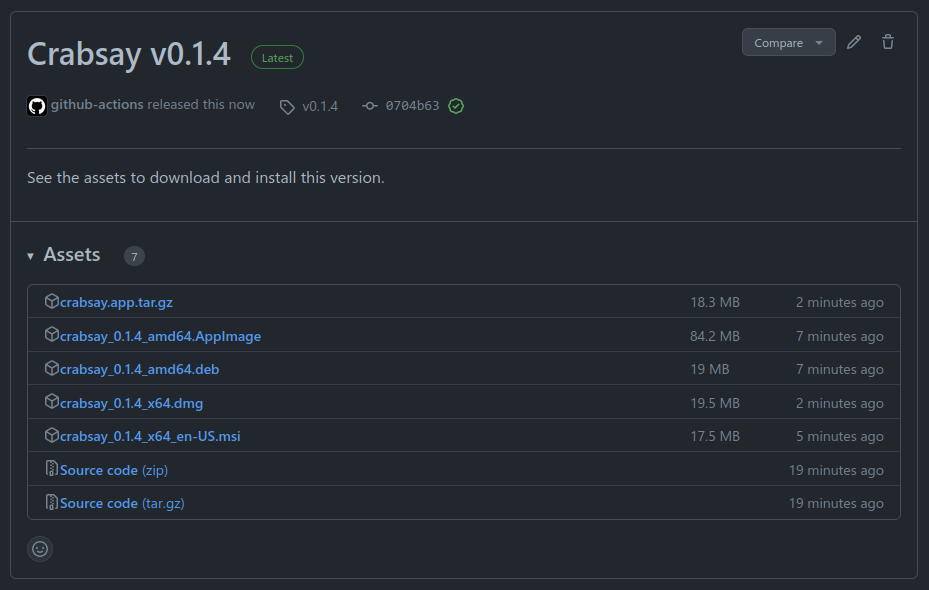 Crabsay v0.1.4 Latest Compare
github-actions released this now v0.1.4 0704b63
See the assets to download and install this version.
Assets 7
crabsay.app.tar.gz 18.3 MB 2 minutes ago
crabsay_0.1.4_amd64.AppImage 84.2 MB 7 minutes ago
crabsay_0.1.4_amd64.deb 19 MB 7 minutes ago
crabsay_0.1.4_x64.dmg 19.5 MB 2 minutes ago
crabsay_0.1.4_x64_en-US.msi 17.5 MB 5 minutes ago
Source code (zip) 19 minutes ago
Source code (tar.gz) 19 minutes ago